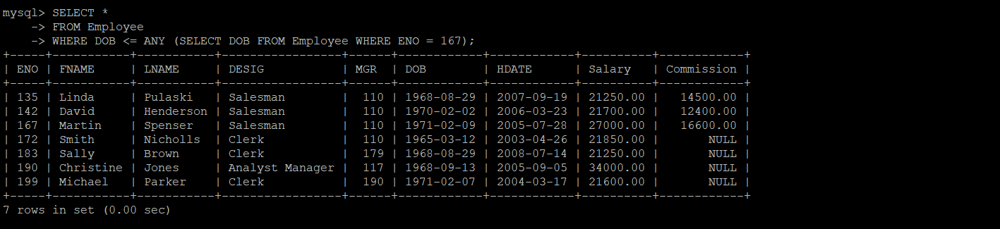 mysql> SELECT *
    -> FROM Employee
    -> WHERE DOB <= ANY (SELECT DOB FROM Employee WHERE ENO = 167);
+-----+-----------+-----------+-----------------+------+------------+------------+----------+------------+
| ENO | FNAME     | LNAME     | DESIG           | MGR  | DOB        | HDATE      | Salary   | Commission |
+-----+-----------+-----------+-----------------+------+------------+------------+----------+------------+
| 135 | Linda     | Pulaski   | Salesman        |  110 | 1968-08-29 | 2007-09-19 | 21250.00 |   14500.00 |
| 142 | David     | Henderson | Salesman        |  110 | 1970-02-02 | 2006-03-23 | 21700.00 |   12400.00 |
| 167 | Martin    | Spenser   | Salesman        |  110 | 1971-02-09 | 2005-07-28 | 27000.00 |   16600.00 |
| 172 | Smith     | Nicholls  | Clerk           |  110 | 1965-03-12 | 2003-04-26 | 21850.00 |       NULL |
| 183 | Sally     | Brown     | Clerk           |  179 | 1968-08-29 | 2008-07-14 | 21250.00 |       NULL |
| 190 | Christine | Jones     | Analyst Manager |  117 | 1968-09-13 | 2005-09-05 | 34000.00 |       NULL |
| 199 | Michael   | Parker    | Clerk           |  190 | 1971-02-07 | 2004-03-17 | 21600.00 |       NULL |
+-----+-----------+-----------+-----------------+------+------------+------------+----------+------------+
7 rows in set (0.00 sec)